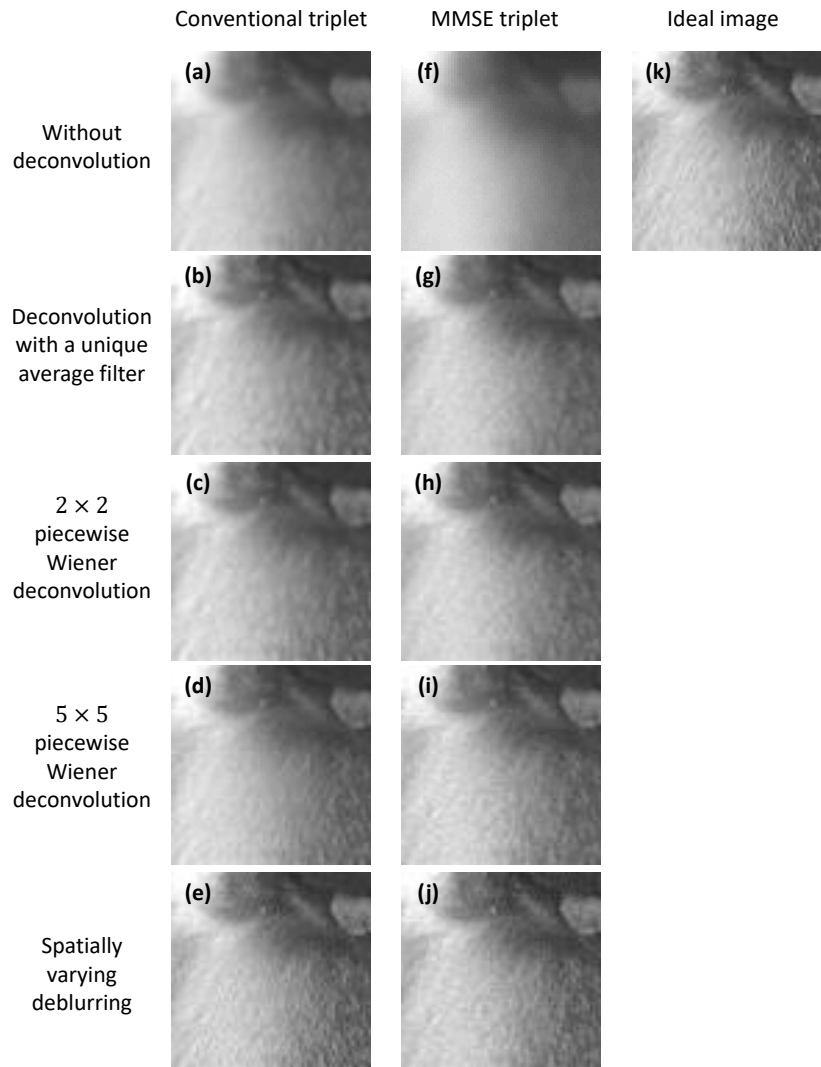 Conventional triplet MMSE triplet Ideal image
(a) (f) (k)
Without
deconvolution
(b) (g)
Deconvolution
with a unique
average filter
(c) (h)
2 × 2
piecewise
Wiener
deconvolution
(d) (i)
5 × 5
piecewise
Wiener
deconvolution
(e) (j)
Spatially
varying
deblurring